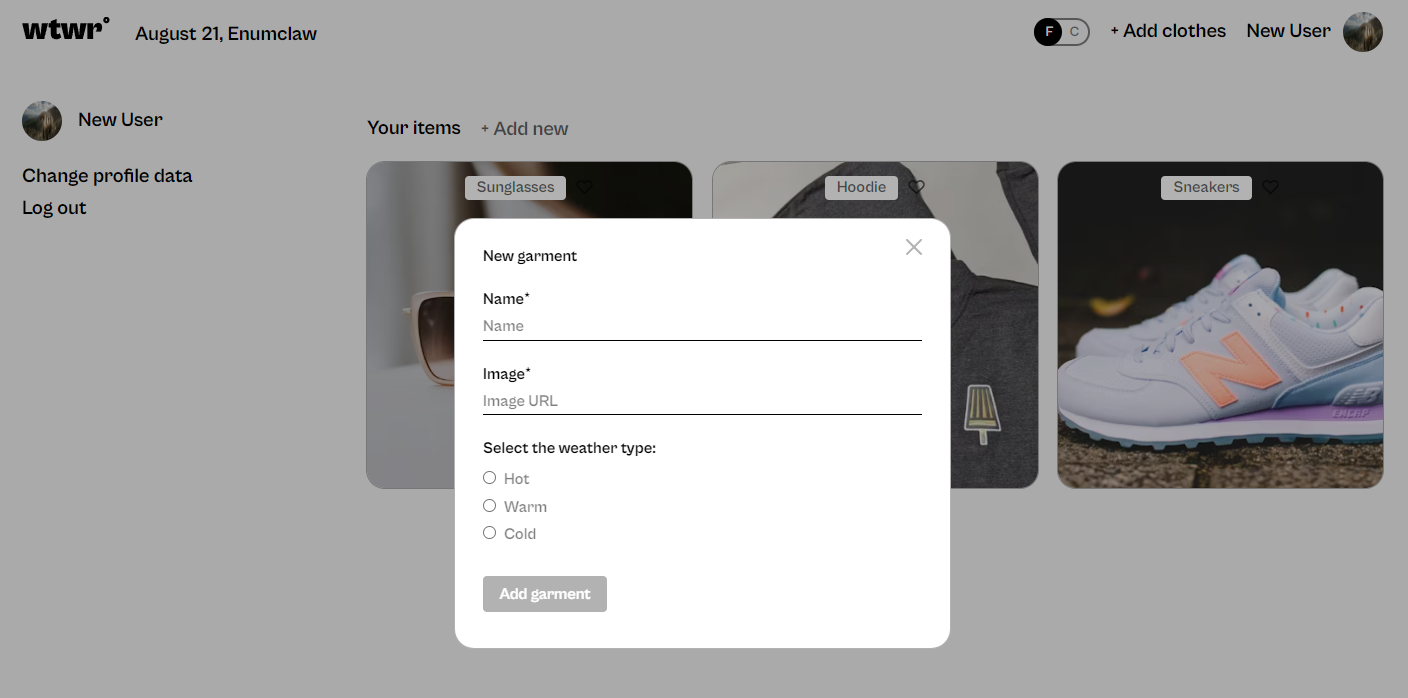 wtwr°
August 21, Enumclaw
F C
+ Add clothes
New User
New User
Change profile data
Log out
Your items
+ Add new
Sunglasses
Hoodie
Sneakers
New garment
Name*
Name
Image*
Image URL
Select the weather type:
Hot
Warm
Cold
Add garment
N
ENCAP